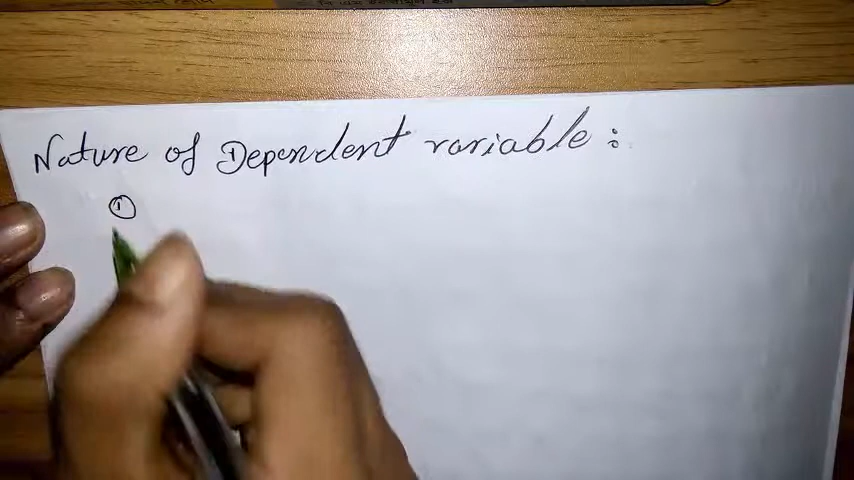 Nature of Dependent variable :
①